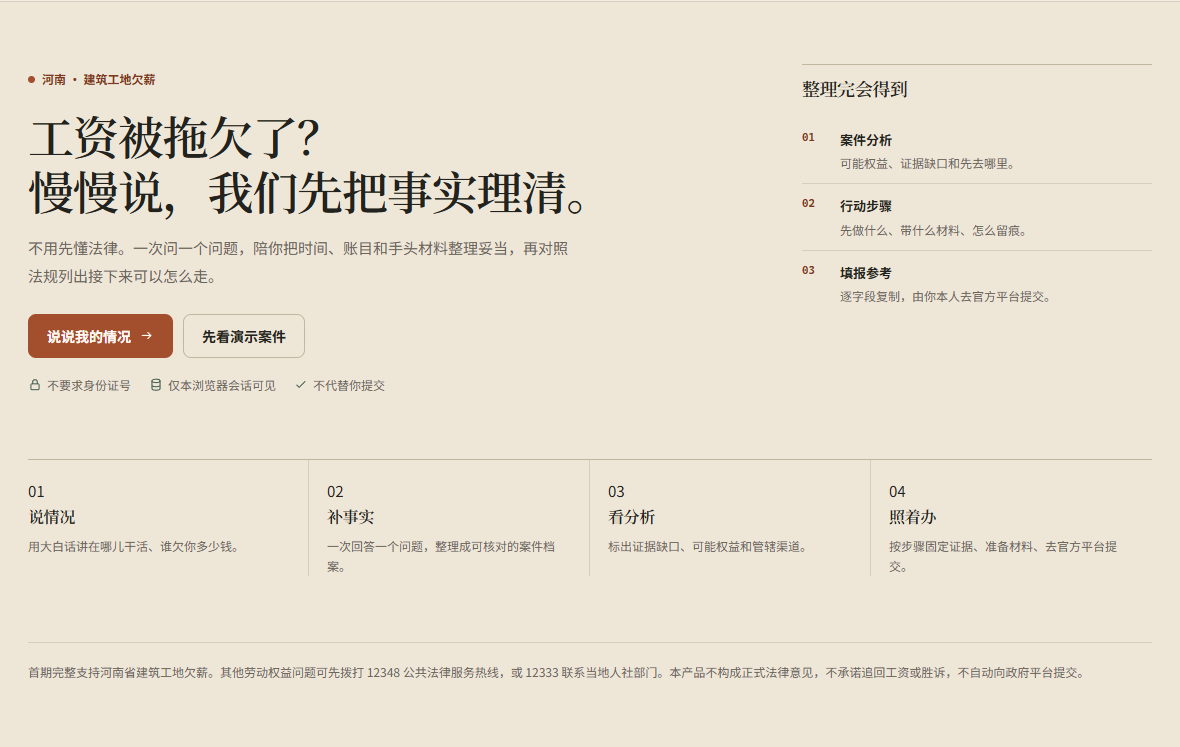 河南 · 建筑工地欠薪
工资被拖欠了？
慢慢说，我们先把事实理清。
不用先懂法律。一次问一个问题，陪你把时间、账目和手头材料整理妥当，再对照
法规列出接下来可以怎么走。
说说我的情况 →
先看演示案件
不要求身份证号
仅本浏览器会话可见
不代替你提交
整理完会得到
01
案件分析
可能权益、证据缺口和先去哪里。
02
行动步骤
先做什么、带什么材料、怎么留痕。
03
填报参考
逐字段复制，由你本人去官方平台提交。
01
说情况
用大白话讲在哪儿干活、谁欠你多少钱。
02
补事实
一次回答一个问题，整理成可核对的案件档
案。
03
看分析
标出证据缺口、可能权益和管辖渠道。
04
照着办
按步骤固定证据、准备材料、去官方平台提
交。
首期完整支持河南省建筑工地欠薪。其他劳动权益问题可先拨打 12348 公共法律服务热线，或 12333 联系当地人社部门。本产品不构成正式法律意见，不承诺追回工资或胜诉，不自动向政府平台提交。